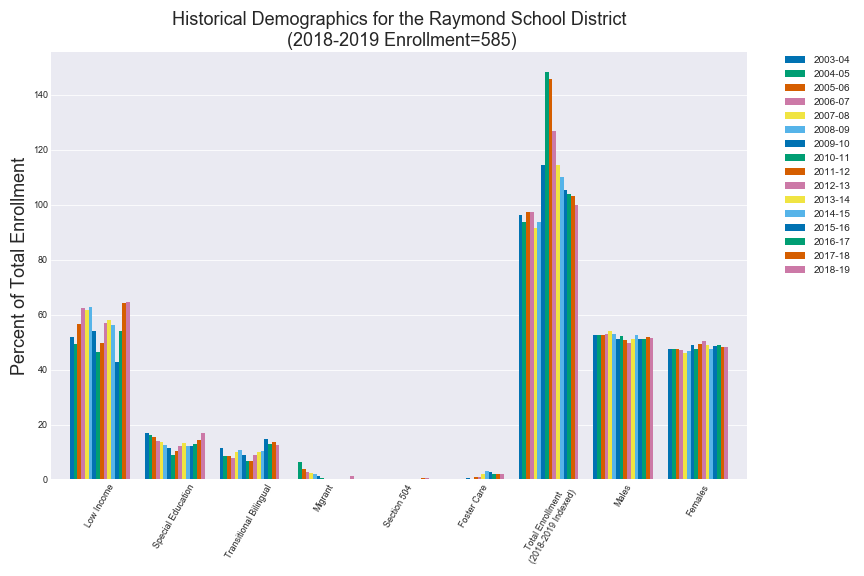 Historical Demographics for the Raymond School District
(2018-2019 Enrollment=585)
Percent of Total Enrollment
140
120
100
80
60
40
20
0
Low Income
Special Education
Transitional Bilingual
Migrant
Section 504
Foster Care
Total Enrollment
(2018-2019 Indexed)
Males
Females
2003-04
2004-05
2005-06
2006-07
2007-08
2008-09
2009-10
2010-11
2011-12
2012-13
2013-14
2014-15
2015-16
2016-17
2017-18
2018-19